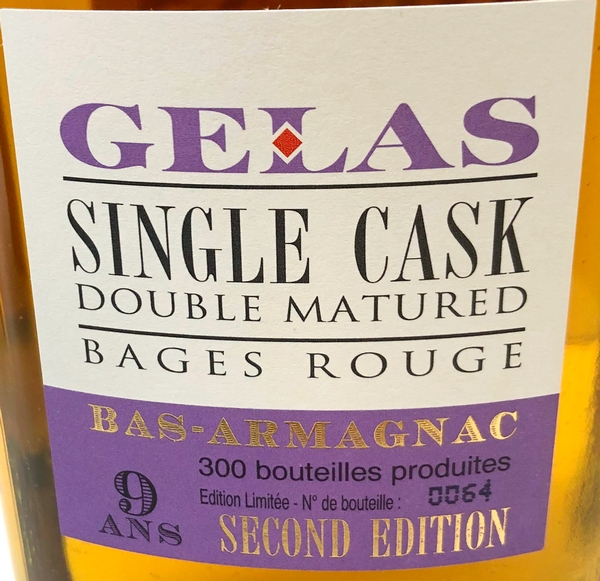 GELAS
SINGLE CASK
DOUBLE MATURED
BAGES ROUGE
BAS-ARMAGNAC
300 bouteilles produites
9
ANS
Edition Limitée - N° de bouteille : 0064
SECOND EDITION